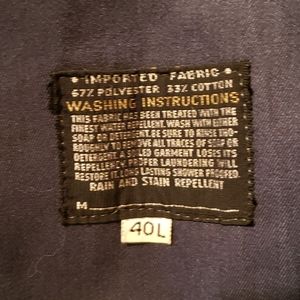 • IMPORTED FABRIC •
67% POLYESTER 33% COTTON
WASHING INSTRUCTIONS
THIS FABRIC HAS BEEN TREATED WITH THE
FINEST WATER REPELLENT. WASH WITH EITHER
SOAP OR DETERGENT. BE SURE TO RINSE THO-
ROUGHLY TO REMOVE ALL TRACES OF SOAP OR
DETERGENT. A SOILED GARMENT LOSES ITS
REPELLENCY. PROPER LAUNDERING WILL
RESTORE IT. LONG LASTING SHOWER PROOFED.
RAIN AND STAIN REPELLENT
M
40L